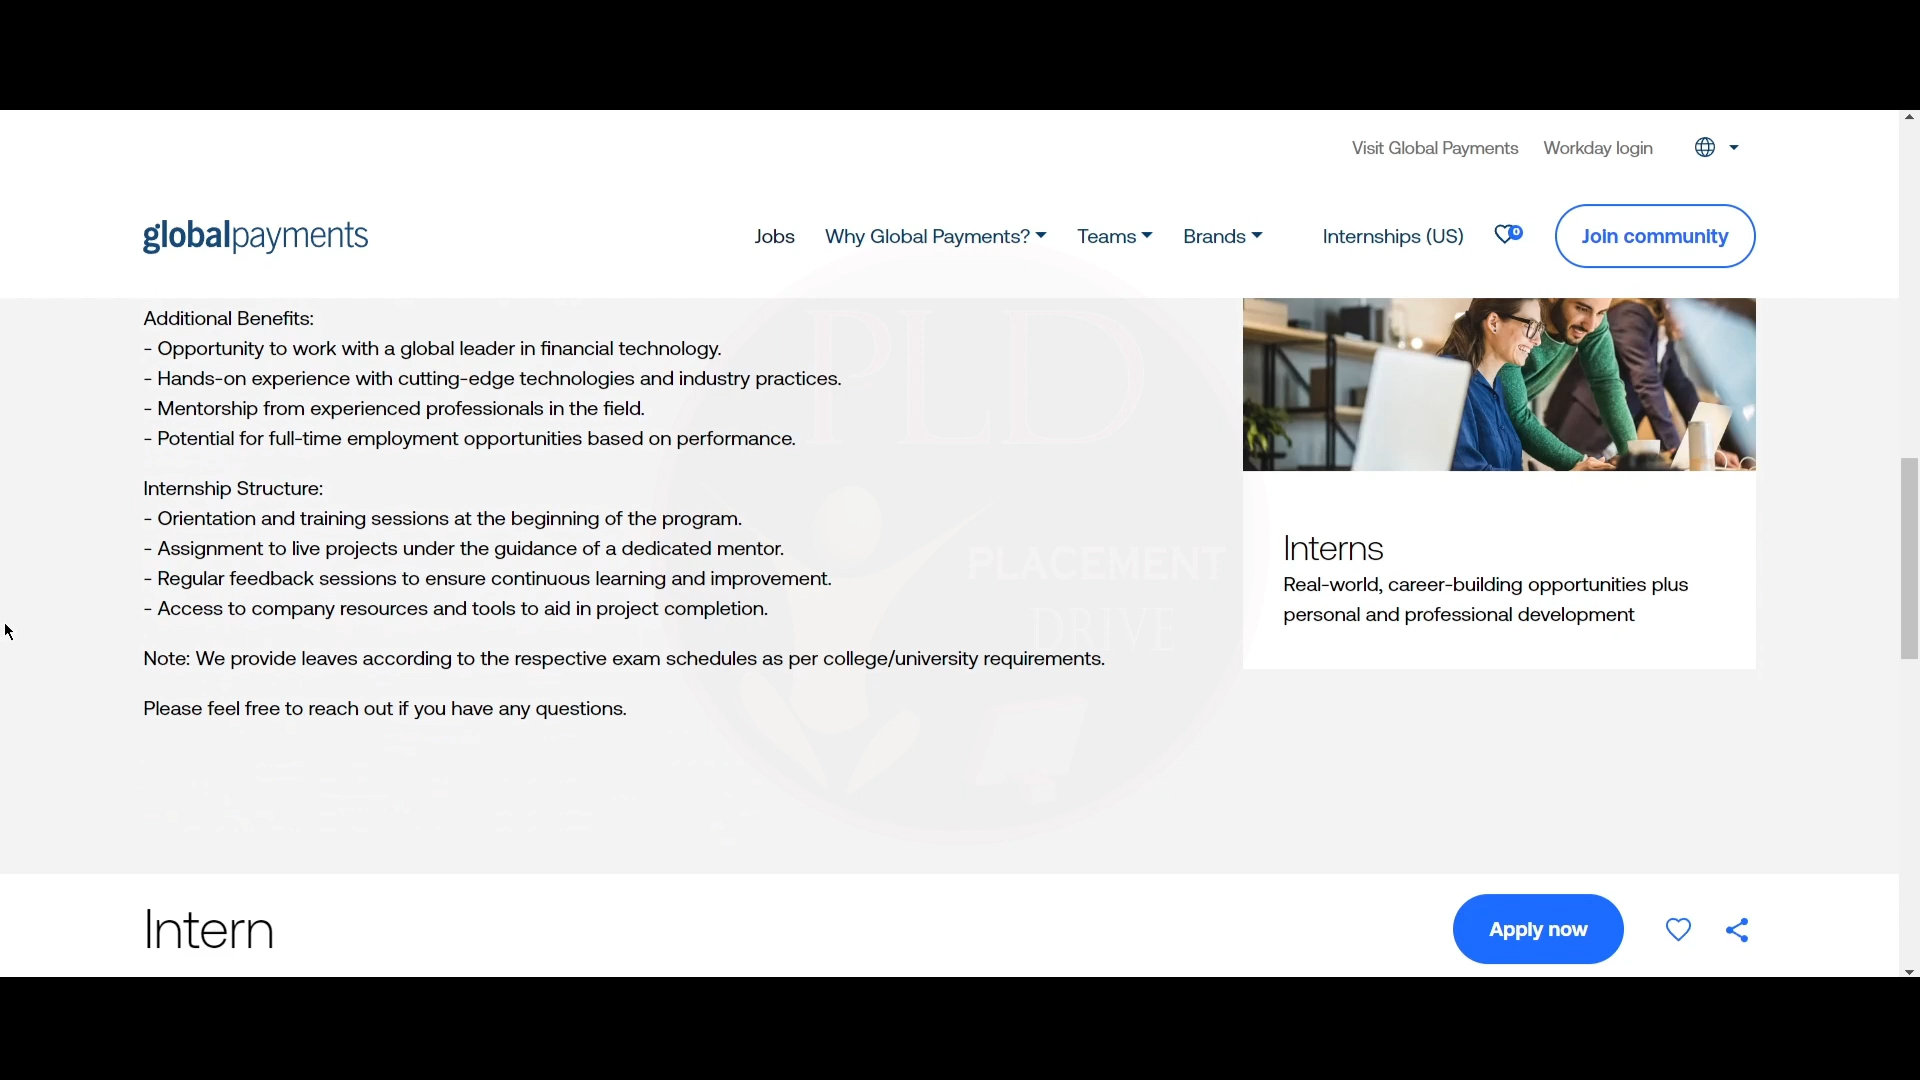 Visit Global Payments Workday login
globalpayments Jobs Why Global Payments? Teams Brands Internships (US) 0 Join community
Additional Benefits:
- Opportunity to work with a global leader in financial technology.
- Hands-on experience with cutting-edge technologies and industry practices.
- Mentorship from experienced professionals in the field.
- Potential for full-time employment opportunities based on performance.
Internship Structure:
- Orientation and training sessions at the beginning of the program.
- Assignment to live projects under the guidance of a dedicated mentor.
- Regular feedback sessions to ensure continuous learning and improvement.
- Access to company resources and tools to aid in project completion.
Note: We provide leaves according to the respective exam schedules as per college/university requirements.
Please feel free to reach out if you have any questions.
PLD
PLACEMENT
DRIVE
Interns
Real-world, career-building opportunities plus
personal and professional development
Intern Apply now